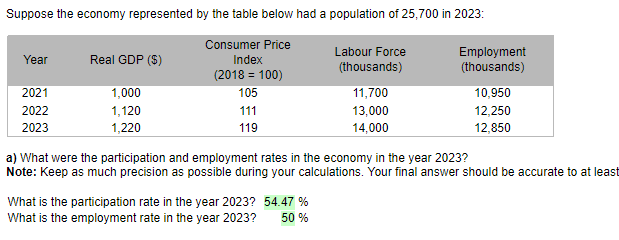 Suppose the economy represented by the table below had a population of 25,700 in 2023:
Year Real GDP ($) Consumer Price Index (2018 = 100) Labour Force (thousands) Employment (thousands)
2021 1,000 105 11,700 10,950
2022 1,120 111 13,000 12,250
2023 1,220 119 14,000 12,850
a) What were the participation and employment rates in the economy in the year 2023?
Note: Keep as much precision as possible during your calculations. Your final answer should be accurate to at least
What is the participation rate in the year 2023? 54.47 %
What is the employment rate in the year 2023? 50 %